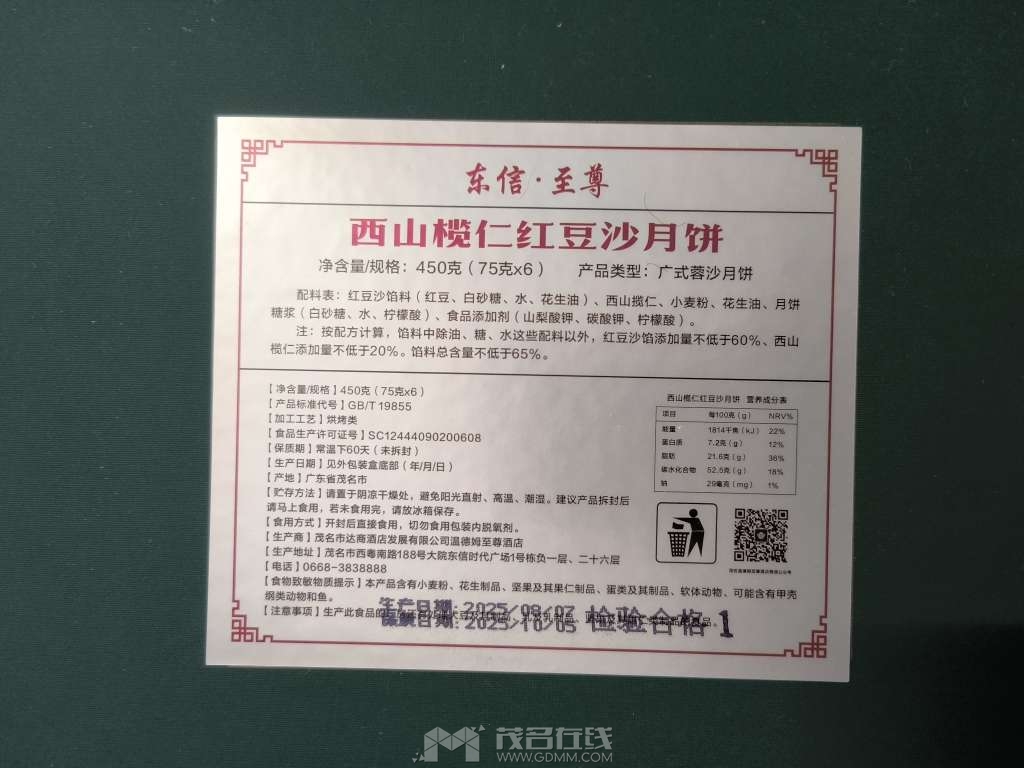 东信·至尊
西山榄仁红豆沙月饼
净含量/规格：450克（75克x6） 产品类型：广式蓉沙月饼
配料表：红豆沙馅料（红豆、白砂糖、水、花生油）、西山揽仁、小麦粉、花生油、月饼
糖浆（白砂糖、水、柠檬酸）、食品添加剂（山梨酸钾、碳酸钾、柠檬酸）。
注：按配方计算，馅料中除油、糖、水这些配料以外，红豆沙馅添加量不低于60%、西山
榄仁添加量不低于20%。馅料总含量不低于65%。
【净含量/规格】450克（75克x6）
【产品标准代号】GB/T 19855
【加工工艺】烘烤类
【食品生产许可证号】SC12444090200608
【保质期】常温下60天（未拆封）
【生产日期】见外包装盒底部（年/月/日）
【产地】广东省茂名市
【贮存方法】请置于阴凉干燥处，避免阳光直射、高温、潮湿。建议产品拆封后
请马上食用，若未食用完，请放冰箱保存。
【食用方式】开封后直接食用，切勿食用包装内脱氧剂。
【生产商】茂名市达商酒店发展有限公司温德姆至尊酒店
【生产地址】茂名市西粤南路188号大院东信时代广场1号栋负一层、二十六层
【电话】0668-3838888
【食物致敏物质提示】本产品含有小麦粉、花生制品、坚果及其果仁制品、蛋类及其制品、软体动物、可能含有甲壳
纲类动物和鱼。
【注意事项】生产此食品的
生产日期：2025/08/07 检验合格 1
保质日期：2025/10/05
西山榄仁红豆沙月饼 营养成分表
项目 每100克（g） NRV%
能量 1814千焦（kJ） 22%
蛋白质 7.2克（g） 12%
脂肪 21.6克（g） 36%
碳水化合物 52.5克（g） 18%
钠 29毫克（mg） 1%
茂名在线
WWW.GDMM.COM